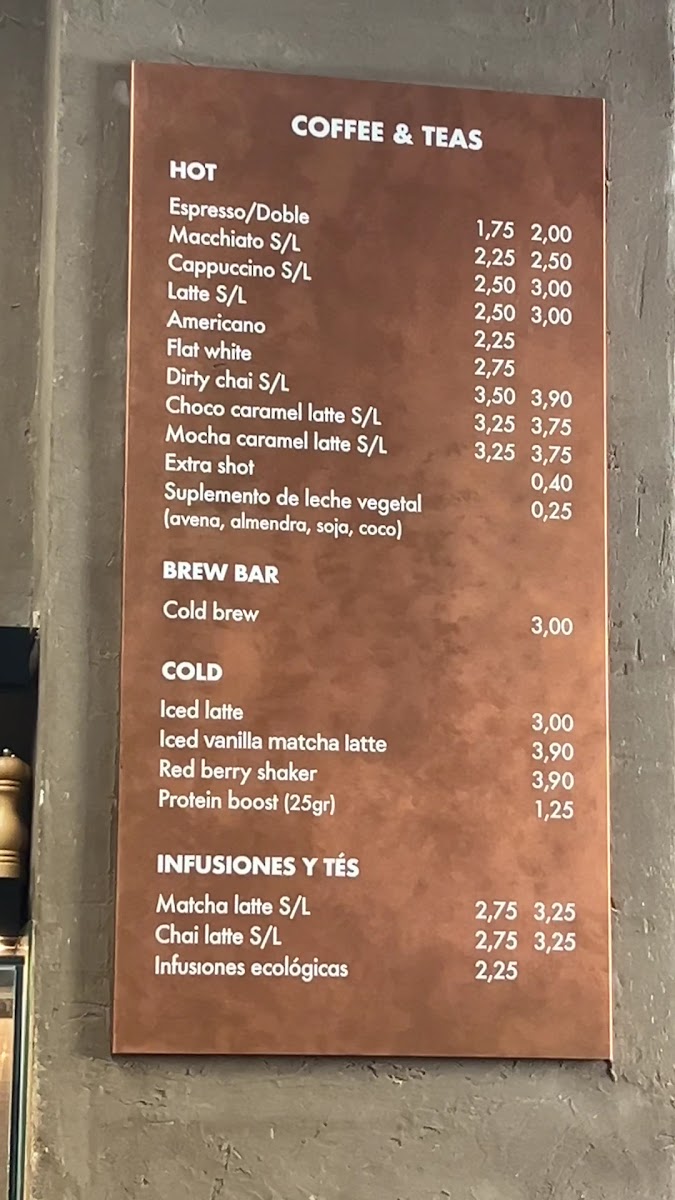 COFFEE & TEAS
HOT
Espresso/Doble 1,75 2,00
Macchiato S/L 2,25 2,50
Cappuccino S/L 2,50 3,00
Latte S/L 2,50 3,00
Americano 2,25
Flat white 2,75
Dirty chai S/L 3,50 3,90
Choco caramel latte S/L 3,25 3,75
Mocha caramel latte S/L 3,25 3,75
Extra shot 0,40
Suplemento de leche vegetal 0,25
(avena, almendra, soja, coco)
BREW BAR
Cold brew 3,00
COLD
Iced latte 3,00
Iced vanilla matcha latte 3,90
Red berry shaker 3,90
Protein boost (25gr) 1,25
INFUSIONES Y TÉS
Matcha latte S/L 2,75 3,25
Chai latte S/L 2,75 3,25
Infusiones ecológicas 2,25